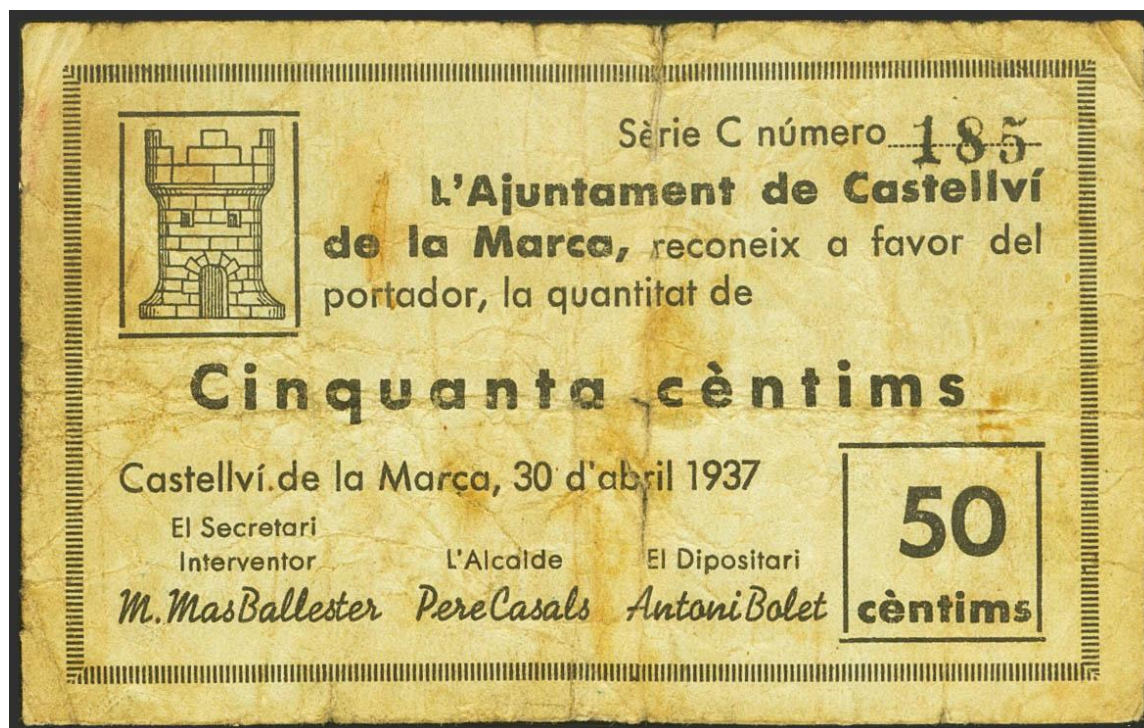 Sèrie C número 185
L'Ajuntament de Castellví
de la Marca, reconeix a favor del
portador, la quantitat de
Cinquanta cèntims
Castellví de la Marca, 30 d'abril 1937
El Secretari
Interventor
L'Alcalde
El Dipositari
M. Mas Ballester
Pere Casals
Antoni Bolet
50
cèntims